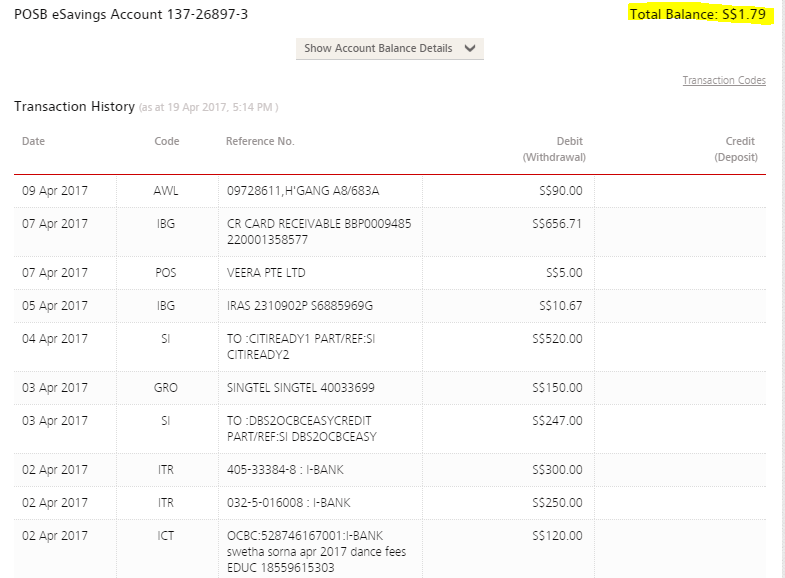 POSB eSavings Account 137-26897-3
Total Balance: S$1.79
Show Account Balance Details
Transaction Codes
Transaction History (as at 19 Apr 2017, 5:14 PM )
Date Code Reference No. Debit (Withdrawal) Credit (Deposit)
09 Apr 2017 AWL 09728611,H'GANG A8/683A S$90.00
07 Apr 2017 IBG CR CARD RECEIVABLE BBP0009485 S$656.71
220001358577
07 Apr 2017 POS VEERA PTE LTD S$5.00
05 Apr 2017 IBG IRAS 2310902P S6885969G S$10.67
04 Apr 2017 SI TO :CITIREADY1 PART/REF:SI S$520.00
CITIREADY2
03 Apr 2017 GRO SINGTEL SINGTEL 40033699 S$150.00
03 Apr 2017 SI TO :DBS2OCBCEASYCREDIT S$247.00
PART/REF:SI DBS2OCBCEASY
02 Apr 2017 ITR 405-33384-8 : I-BANK S$300.00
02 Apr 2017 ITR 032-5-016008 : I-BANK S$250.00
02 Apr 2017 ICT OCBC:528746167001:I-BANK S$120.00
swetha sorna apr 2017 dance fees
EDUC 18559615303